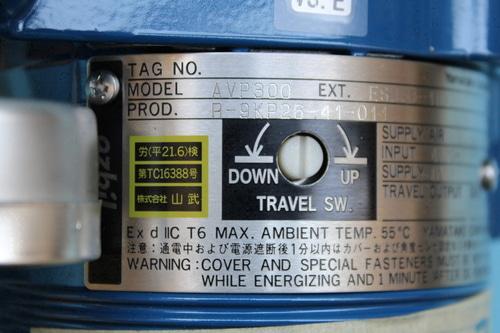 TAG NO.
MODEL AVP300 EXT.
PROD.
azbil
SUPPLY AIR
INPUT
SUPPLY
TRAVEL OUTPUT
労(平21.6)検
第TC16388号
株式会社 山武
DOWN UP
TRAVEL SW.
Ex d IIC T6 MAX. AMBIENT TEMP. 55°C
注意:通電中および電源遮断後1分以内はカバーおよび
WARNING:COVER AND SPECIAL FASTENERS MUST
WHILE ENERGIZING AND 1 MINUTE AFTER